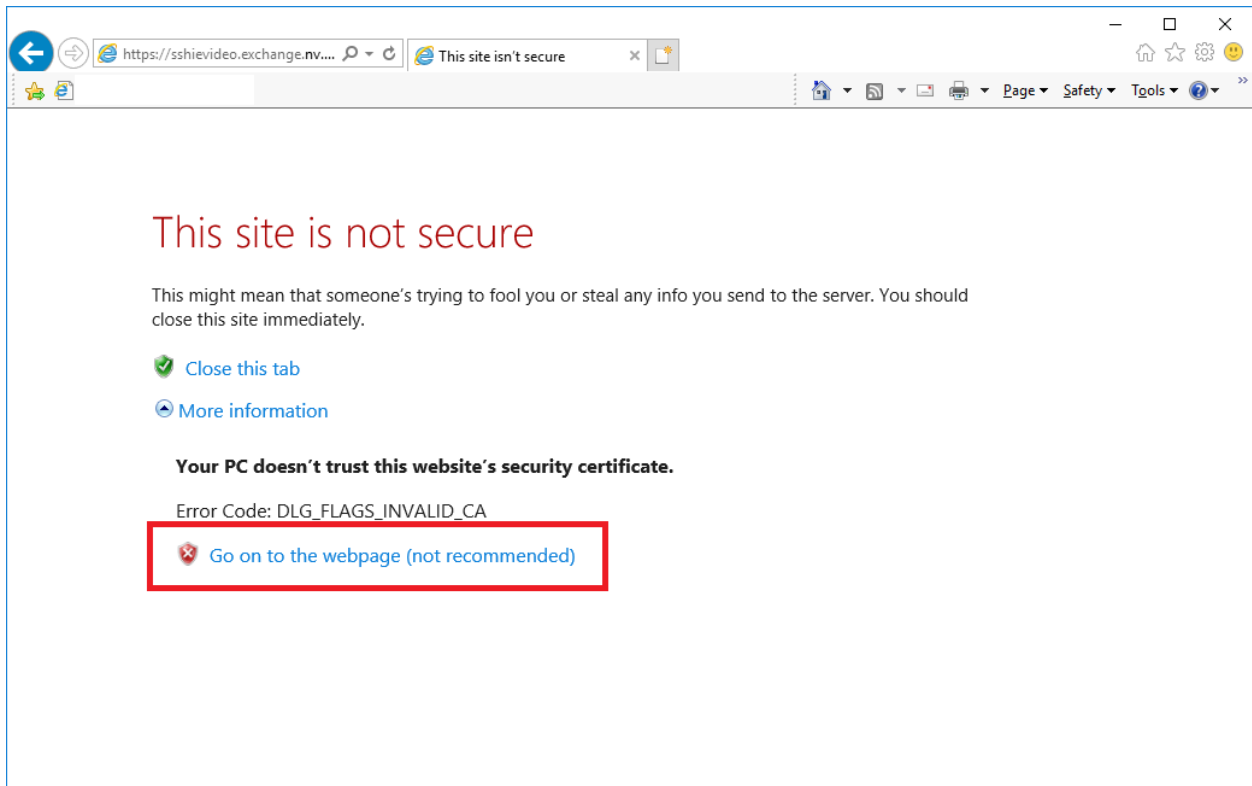 https://sshievideo.exchange.nv.... This site isn't secure
Page Safety Tools
This site is not secure
This might mean that someone's trying to fool you or steal any info you send to the server. You should
close this site immediately.
Close this tab
More information
Your PC doesn't trust this website's security certificate.
Error Code: DLG_FLAGS_INVALID_CA
Go on to the webpage (not recommended)